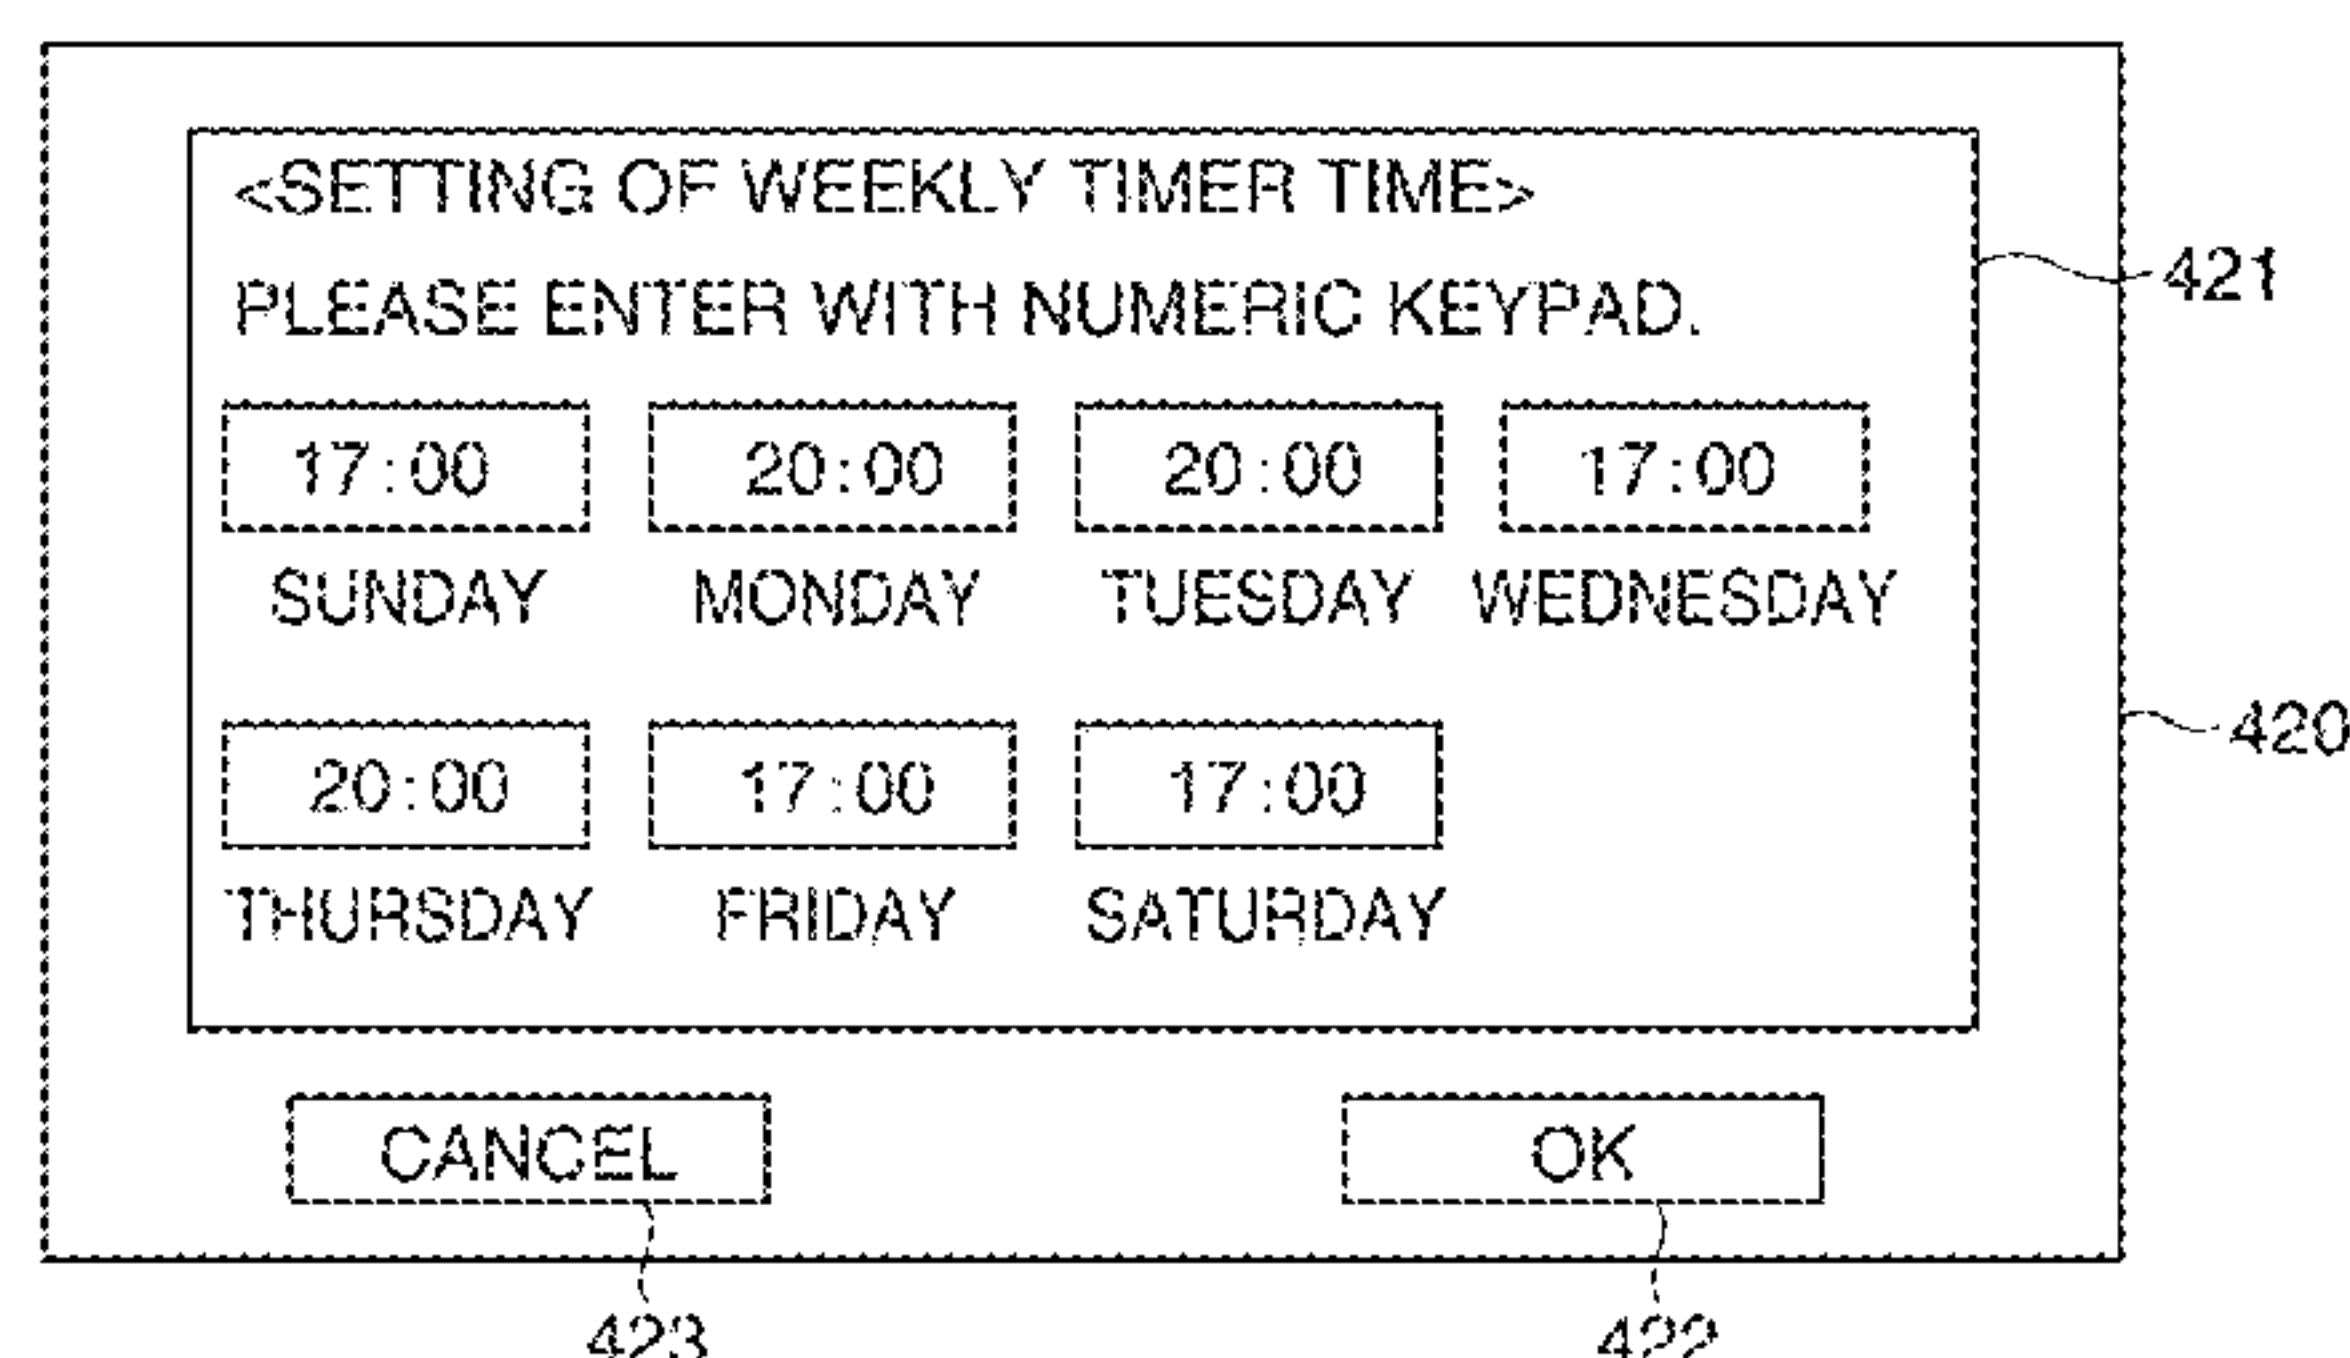 <SETTING OF WEEKLY TIMER TIME>
PLEASE ENTER WITH NUMERIC KEYPAD.
421
17:00 20:00 20:00 17:00
SUNDAY MONDAY TUESDAY WEDNESDAY
420
20:00 17:00 17:00
THURSDAY FRIDAY SATURDAY
CANCEL OK
423 422